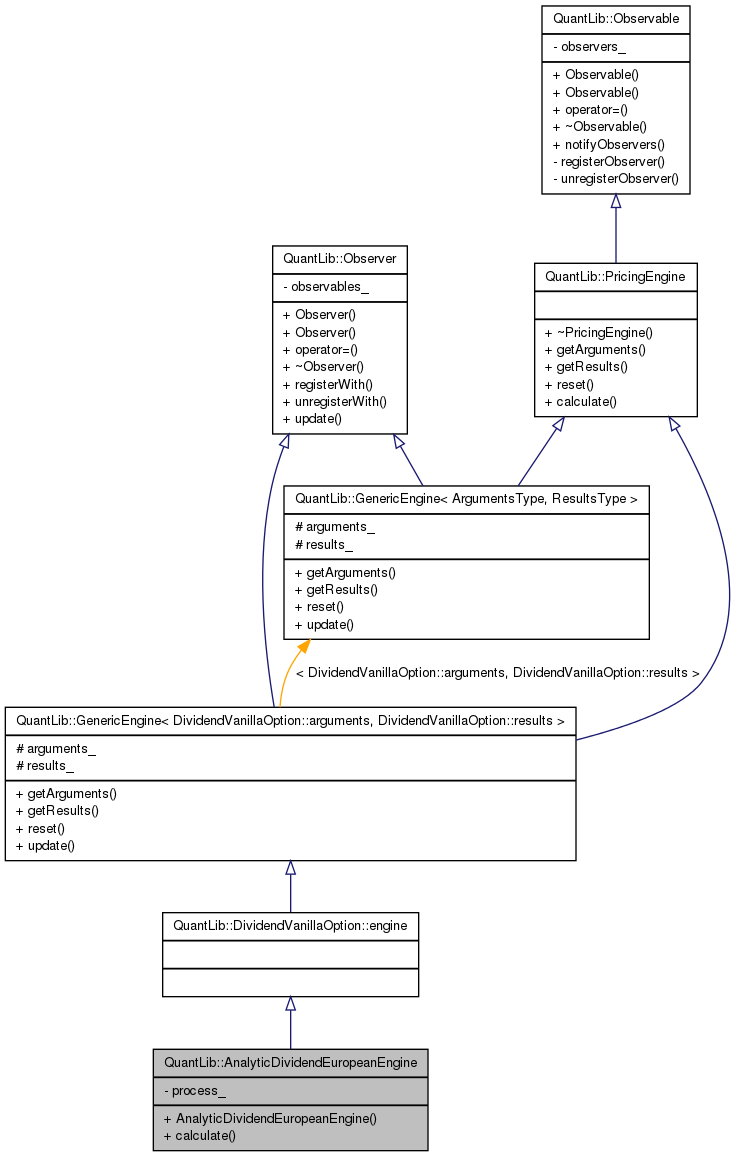 QuantLib::Observable
- observers_
+ Observable()
+ Observable()
+ operator=()
+ ~Observable()
+ notifyObservers()
- registerObserver()
- unregisterObserver()
QuantLib::Observer
- observables_
+ Observer()
+ Observer()
+ operator=()
+ ~Observer()
+ registerWith()
+ unregisterWith()
+ update()
QuantLib::PricingEngine
+ ~PricingEngine()
+ getArguments()
+ getResults()
+ reset()
+ calculate()
QuantLib::GenericEngine< ArgumentsType, ResultsType >
# arguments_
# results_
+ getArguments()
+ getResults()
+ reset()
+ update()
< DividendVanillaOption::arguments, DividendVanillaOption::results >
QuantLib::GenericEngine< DividendVanillaOption::arguments, DividendVanillaOption::results >
# arguments_
# results_
+ getArguments()
+ getResults()
+ reset()
+ update()
QuantLib::DividendVanillaOption::engine
QuantLib::AnalyticDividendEuropeanEngine
- process_
+ AnalyticDividendEuropeanEngine()
+ calculate()